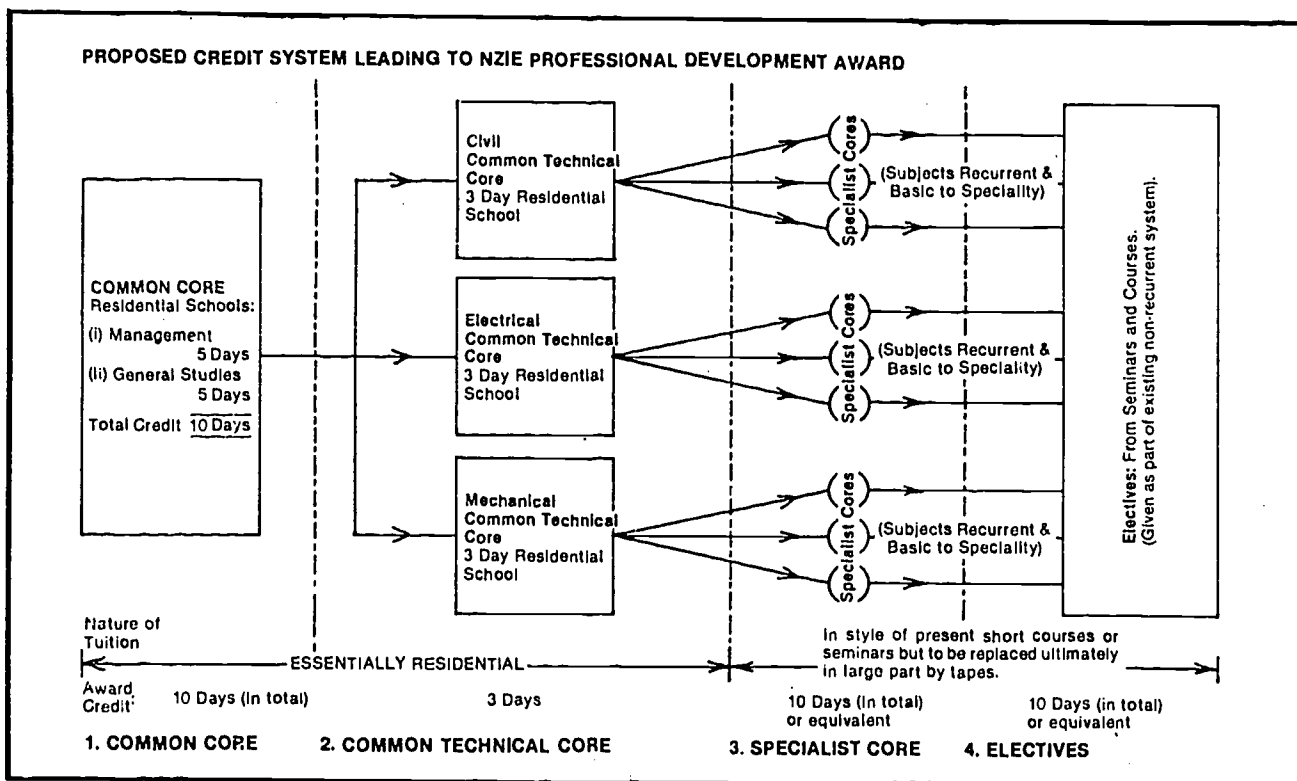 PROPOSED CREDIT SYSTEM LEADING TO NZIE PROFESSIONAL DEVELOPMENT AWARD
COMMON CORE
Residential Schools:
(i) Management
5 Days
(ii) General Studies
5 Days
Total Credit 10 Days
Civil
Common Technical
Core
3 Day Residential
School
Electrical
Common Technical
Core
3 Day Residential
School
Mechanical
Common Technical
Core
3 Day Residential
School
Specialist Cores
(Subjects Recurrent &
Basic to Speciality)
Specialist Cores
(Subjects Recurrent &
Basic to Speciality)
Specialist Cores
(Subjects Recurrent &
Basic to Speciality)
Electives: From Seminars and Courses.
(Given as part of existing non-recurrent system).
Nature of
Tuition
ESSENTIALLY RESIDENTIAL
In style of present short courses or
seminars but to be replaced ultimately
in large part by tapes.
Award
Credit:
10 Days (In total)
3 Days
10 Days (In total)
or equivalent
10 Days (in total)
or equivalent
1. COMMON CORE
2. COMMON TECHNICAL CORE
3. SPECIALIST CORE
4. ELECTIVES